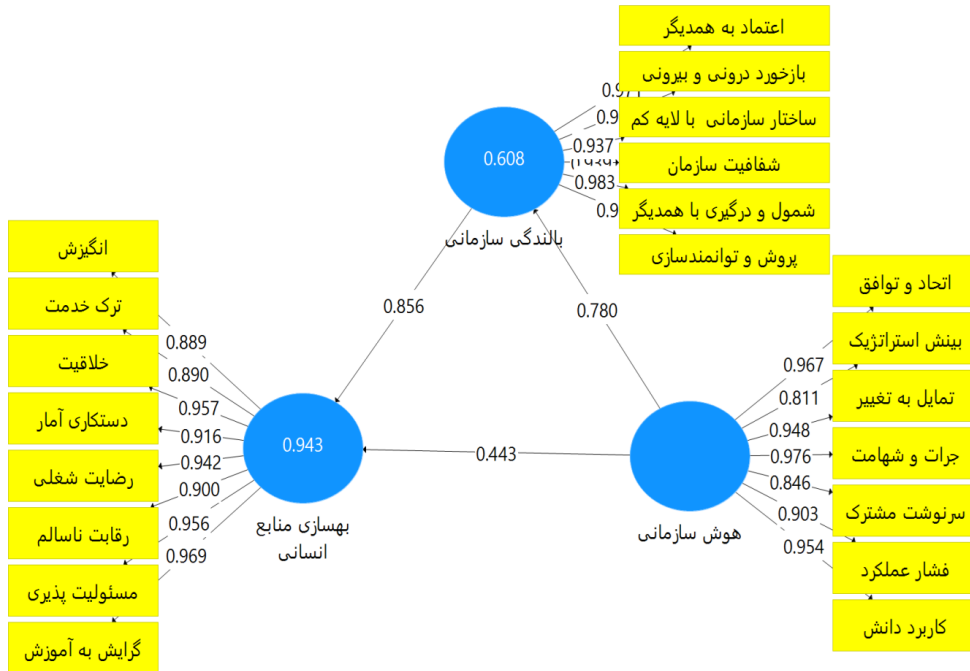 اعتماد به همدیگر
بازخورد درونی و بیرونی
ساختار سازمانی با لایه کم
شفافیت سازمان
شمول و درگیری با همدیگر
پروش و توانمندسازی
0.937
0.983
0.608
بالندگی سازمانی
0.856
0.780
انگیزش
ترک خدمت
خلاقیت
دستکاری آمار
رضایت شغلی
رقابت ناسالم
مسئولیت پذیری
گرایش به آموزش
0.889
0.890
0.957
0.916
0.942
0.900
0.956
0.969
0.943
بهسازی منابع
انسانی
0.443
هوش سازمانی
0.967
0.811
0.948
0.976
0.846
0.903
0.954
اتحاد و توافق
بینش استراتژیک
تمایل به تغییر
جرات و شهامت
سرنوشت مشترک
فشار عملکرد
کاربرد دانش